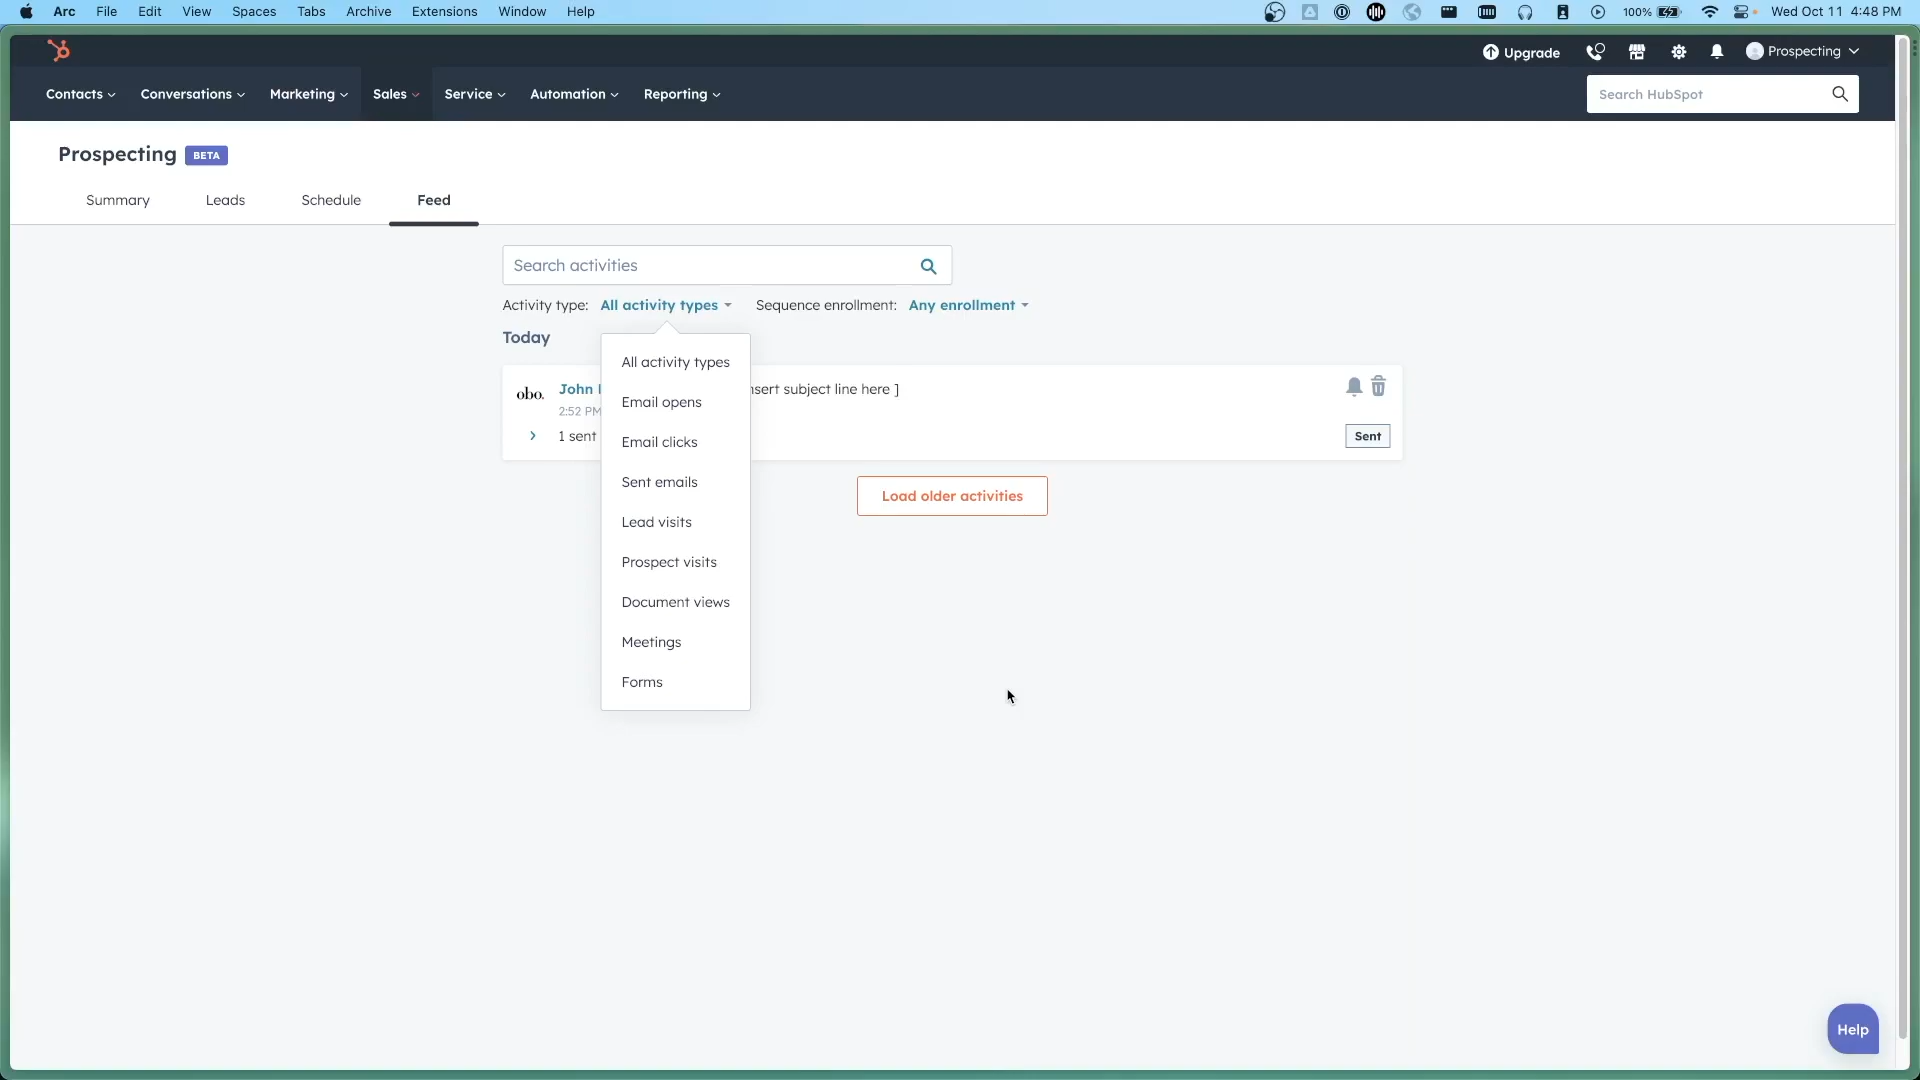 Arc File Edit View Spaces Tabs Archive Extensions Window Help 100% Wed Oct 11 4:48 PM
Upgrade Prospecting
Contacts Conversations Marketing Sales Service Automation Reporting Search HubSpot
Prospecting BETA
Summary Leads Schedule Feed
Search activities
Activity type: All activity types Sequence enrollment: Any enrollment
Today
All activity types
obo. John nsert subject line here ]
Email opens
2:52 PM
1 sent Email clicks Sent
Sent emails
Load older activities
Lead visits
Prospect visits
Document views
Meetings
Forms
Help